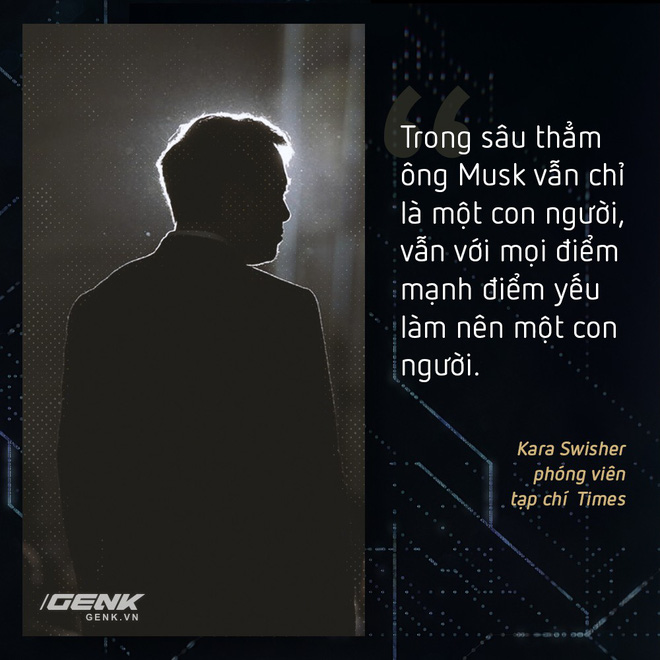 “
Trong sâu thẳm
ông Musk vẫn chỉ
là một con người,
vẫn với mọi điểm
mạnh điểm yếu
làm nên một con
người.
Kara Swisher
phóng viên
tạp chí Times
/GENK
GENK.VN